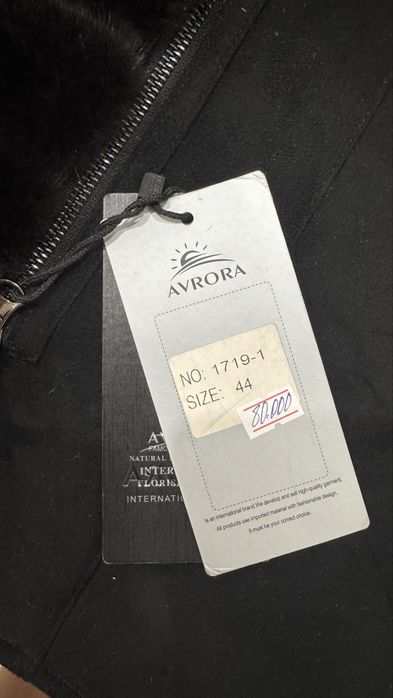 AVRORA
NO: 1719-1
SIZE: 44
80.000
Is an international brand.We develop and sell high-quality garment.
All products use imported material with fashionable design,
It must be your correct choice.
NATURAL
INTERNATIO